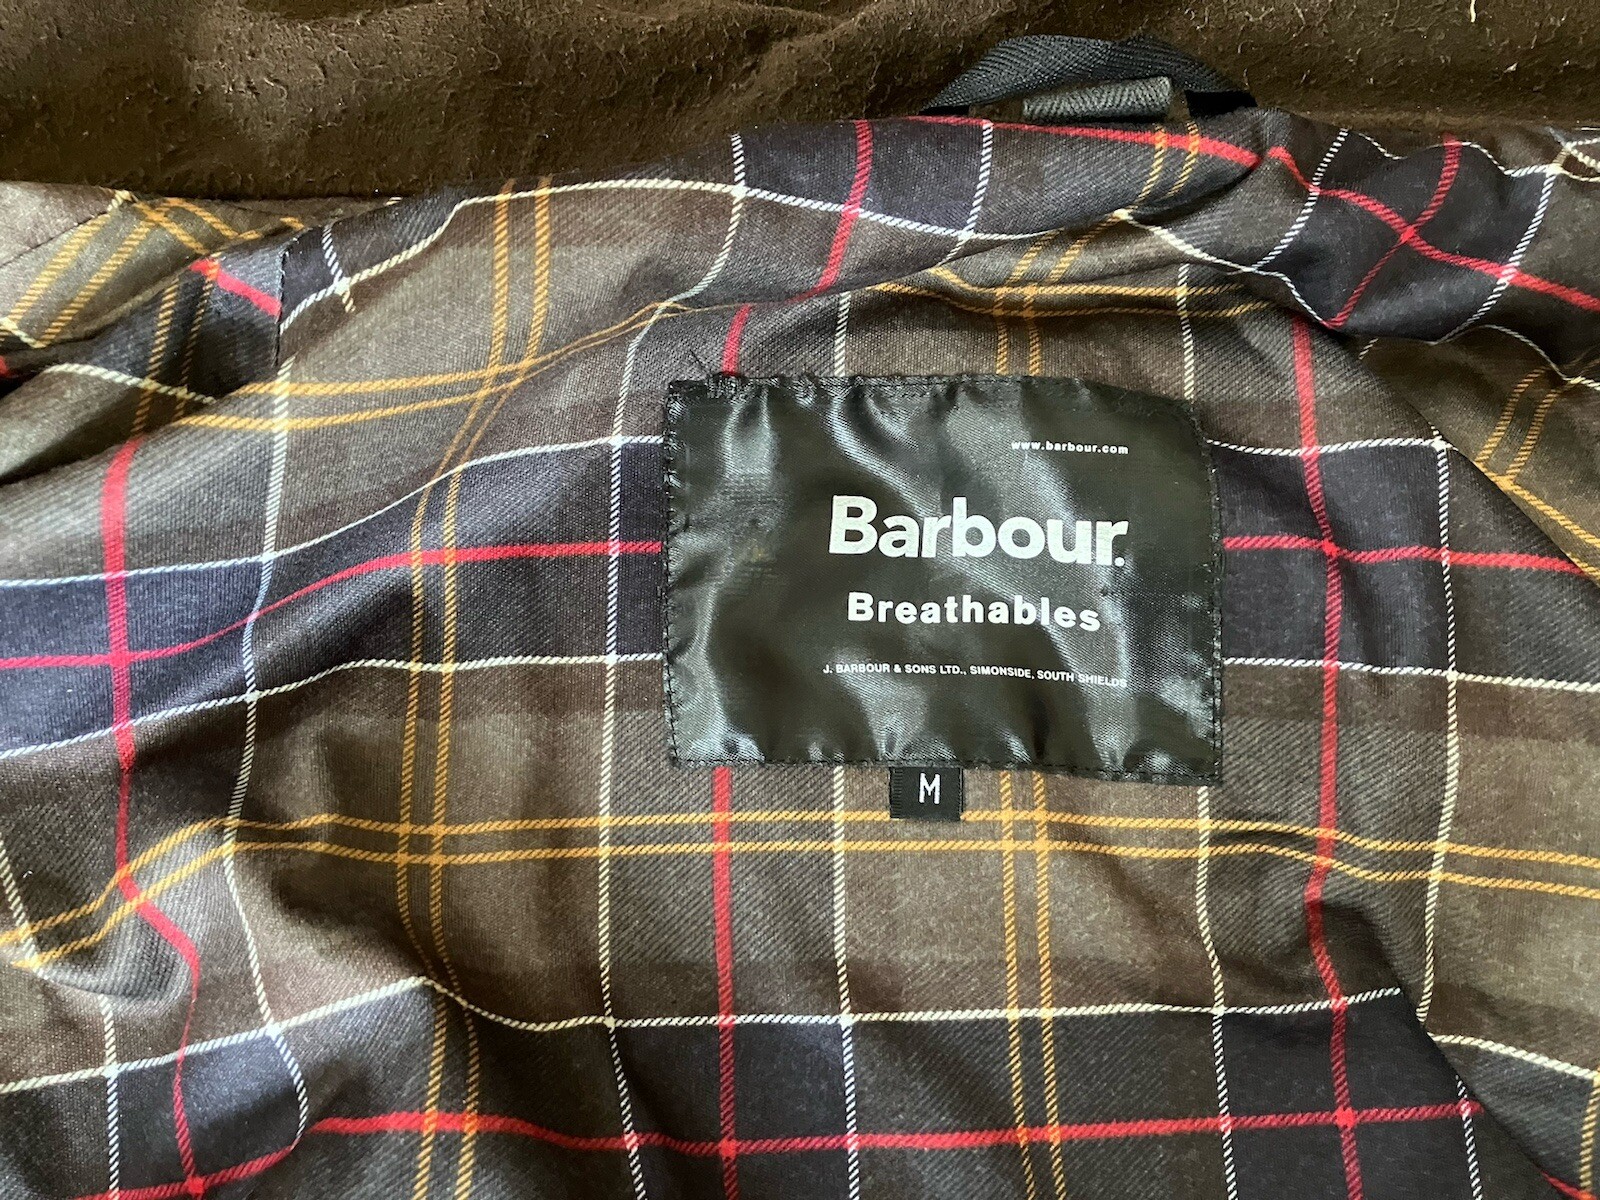 www.barbour.com
Barbour.
Breathables
J. BARBOUR & SONS LTD., SIMONSIDE, SOUTH SHIELDS
M